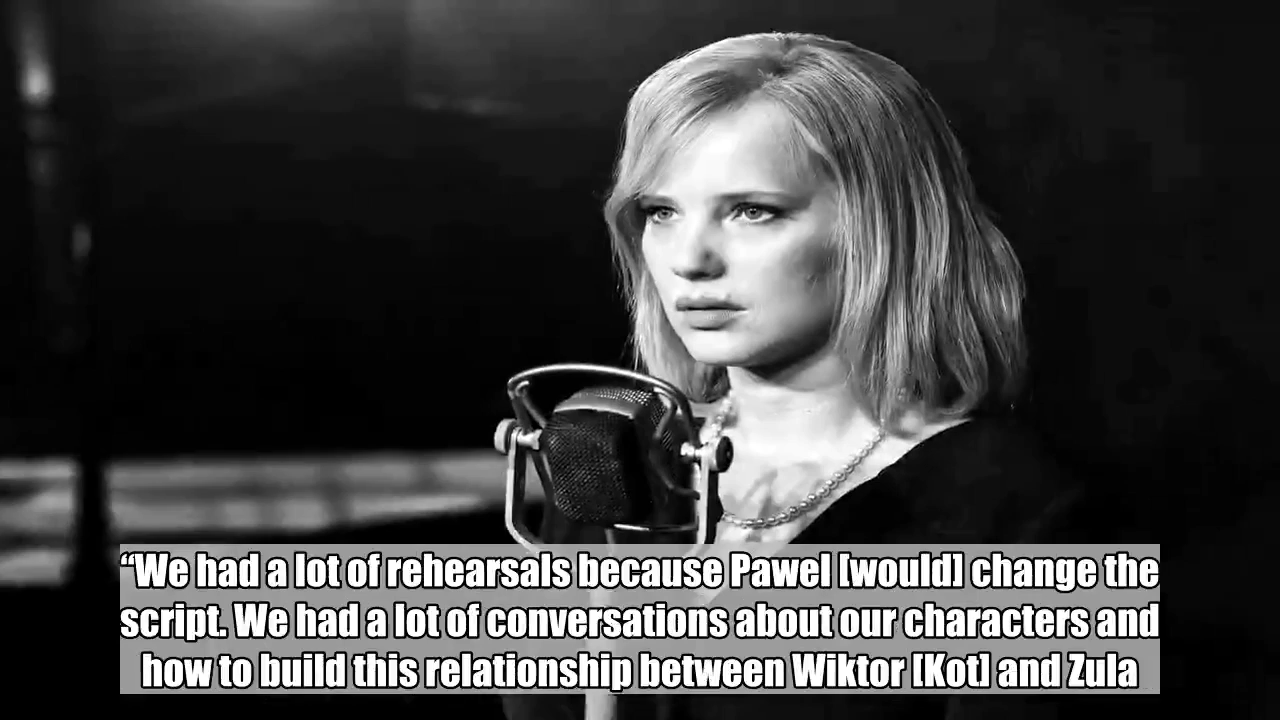 “We had a lot of rehearsals because Pawel [would] change the
script. We had a lot of conversations about our characters and
how to build this relationship between Wiktor [Kot] and Zula